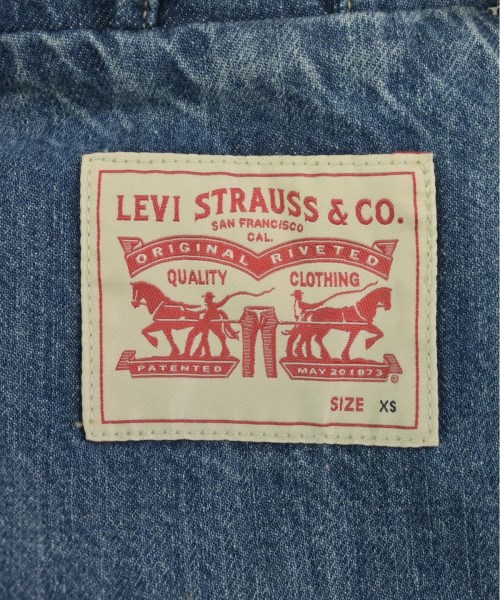 LEVI STRAUSS & CO.
SAN FRANCISCO
CAL.
ORIGINAL RIVETED
QUALITY CLOTHING
PATENTED MAY 20 1873 ®
SIZE XS